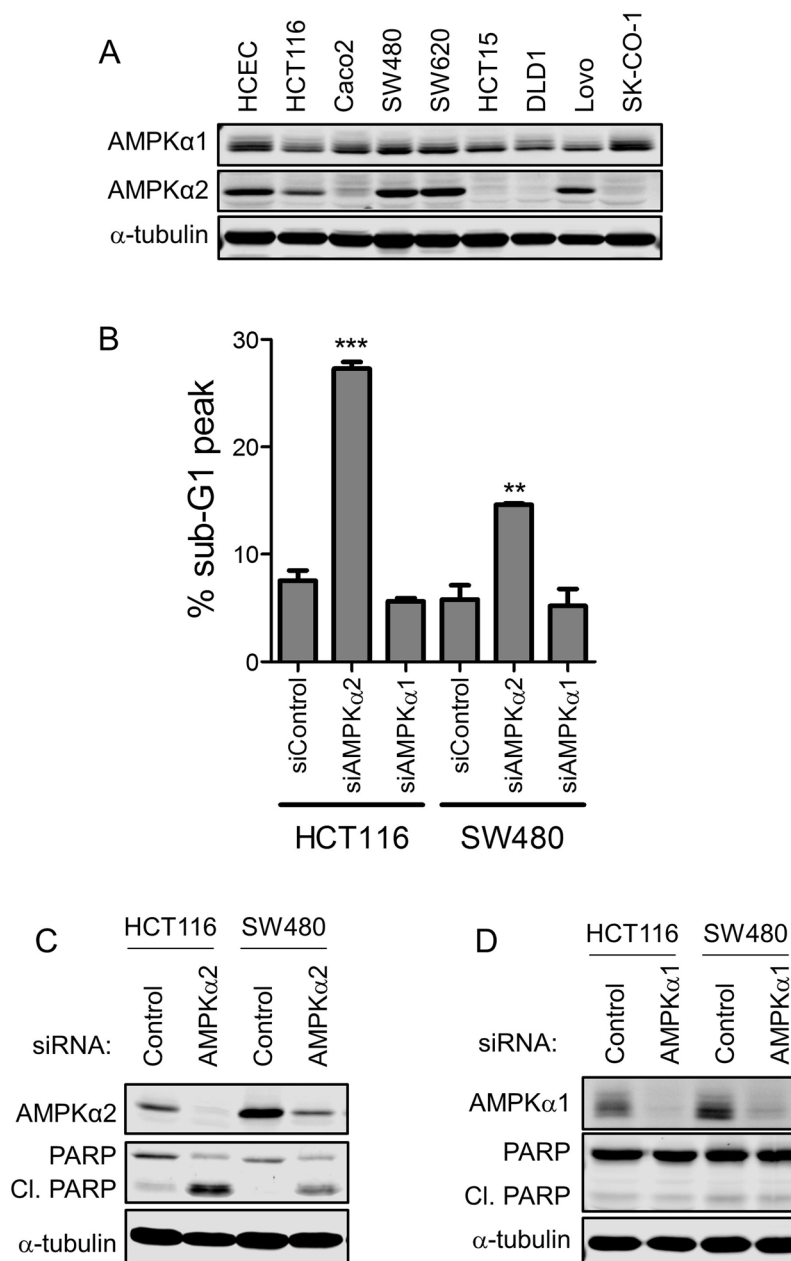 A
HCEC
HCT116
Caco2
SW480
SW620
HCT15
DLD1
Lovo
SK-CO-1
AMPKα1
AMPKα2
α-tubulin
B
% sub-G1 peak
30
20
10
0
***
**
siControl
siAMPKα2
siAMPKα1
siControl
siAMPKα2
siAMPKα1
HCT116
SW480
C
HCT116
SW480
siRNA:
Control
AMPKα2
Control
AMPKα2
AMPKα2
PARP
Cl. PARP
α-tubulin
D
HCT116
SW480
siRNA:
Control
AMPKα1
Control
AMPKα1
AMPKα1
PARP
Cl. PARP
α-tubulin